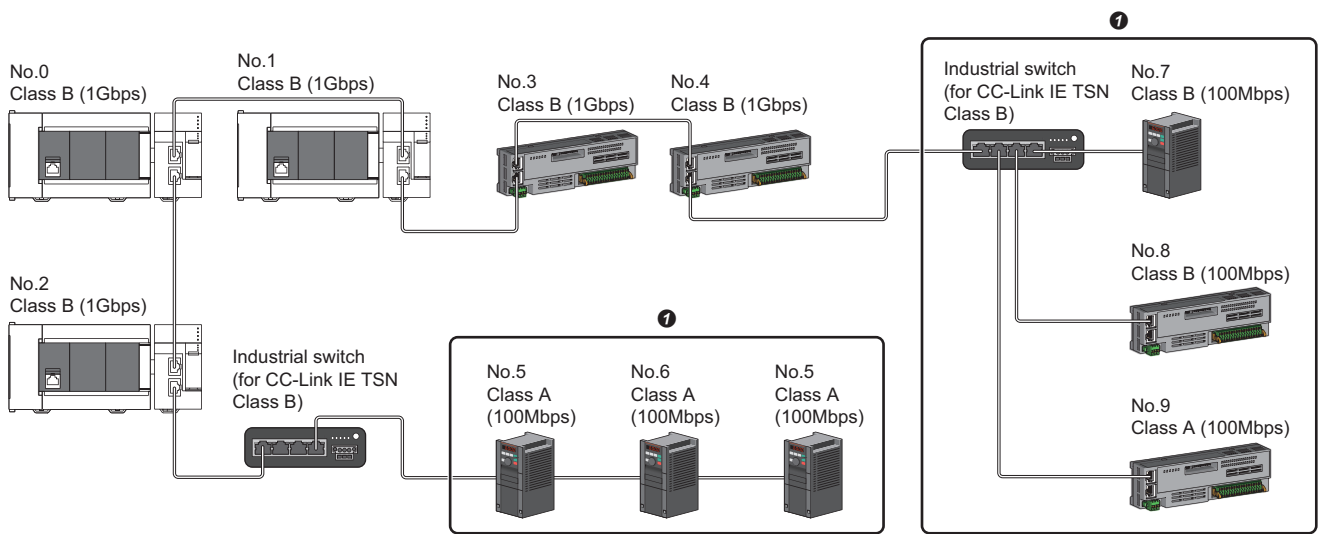 ❶
No.0
Class B (1Gbps)
No.1
Class B (1Gbps)
No.3
Class B (1Gbps)
No.4
Class B (1Gbps)
Industrial switch
(for CC-Link IE TSN
Class B)
No.7
Class B (100Mbps)
No.8
Class B (100Mbps)
No.9
Class A (100Mbps)
No.2
Class B (1Gbps)
Industrial switch
(for CC-Link IE TSN
Class B)
❶
No.5
Class A
(100Mbps)
No.6
Class A
(100Mbps)
No.5
Class A
(100Mbps)